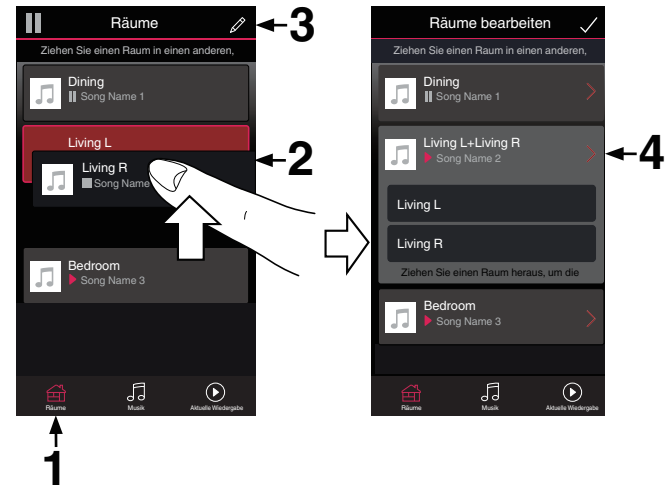 Räume
3
Ziehen Sie einen Raum in einen anderen,
Dining
Song Name 1
Living L
2
Living R
Song Name
Bedroom
Song Name 3
Räume
Musik
Aktuelle Wiedergabe
1
Räume bearbeiten
Ziehen Sie einen Raum in einen anderen,
Dining
Song Name 1
Living L+Living R
4
Song Name 2
Living L
Living R
Ziehen Sie einen Raum heraus, um die
Bedroom
Song Name 3
Räume
Musik
Aktuelle Wiedergabe